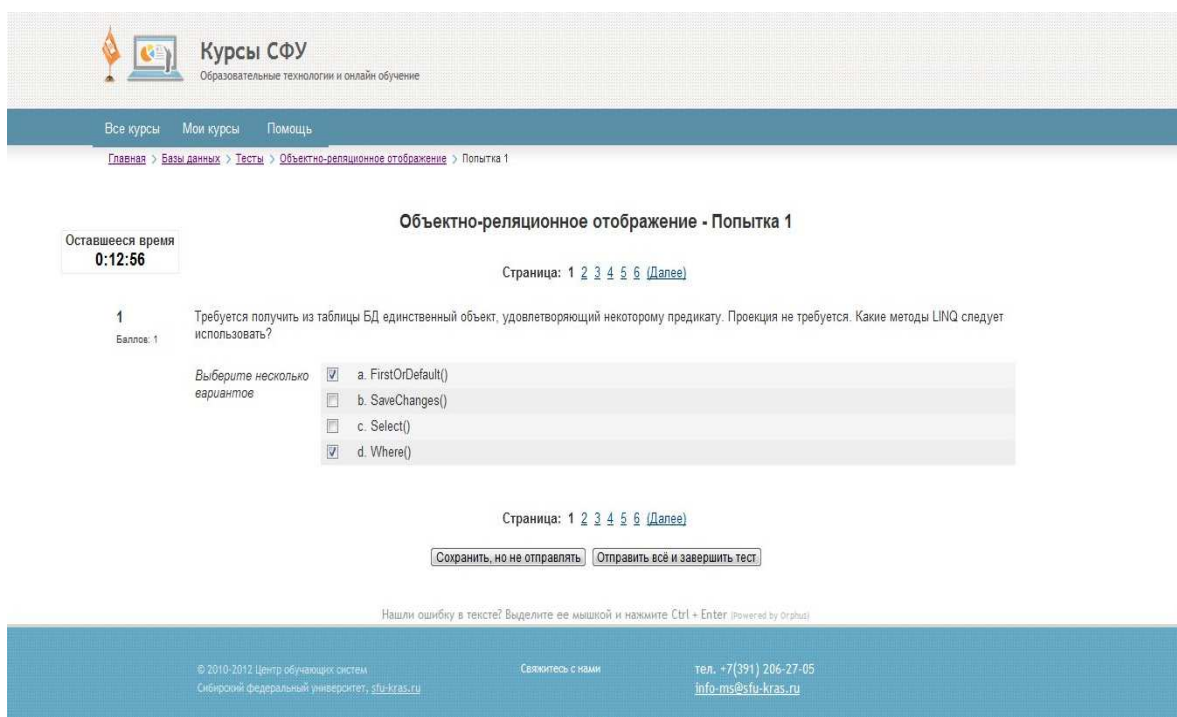 Курсы СФУ
Образовательные технологии и онлайн обучение
Все курсы Мои курсы Помощь
Главная > Базы данных > Тесты > Объектно-реляционное отображение > Попытка 1
Объектно-реляционное отображение - Попытка 1
Оставшееся время
0:12:56
Страница: 1 2 3 4 5 6 (Далее)
1
Баллов: 1
Требуется получить из таблицы БД единственный объект, удовлетворяющий некоторому предикату. Проекция не требуется. Какие методы LINQ следует
использовать?
Выберите несколько
вариантов
a. FirstOrDefault()
b. SaveChanges()
c. Select()
d. Where()
Страница: 1 2 3 4 5 6 (Далее)
Сохранить, но не отправлять Отправить всё и завершить тест
Нашли ошибку в тексте? Выделите ее мышкой и нажмите Ctrl + Enter (Powered by Orphus)
© 2010-2012 Центр обучающих систем
Сибирский федеральный университет, sfu-kras.ru
Свяжитесь с нами
тел. +7(391) 206-27-05
info-ms@sfu-kras.ru